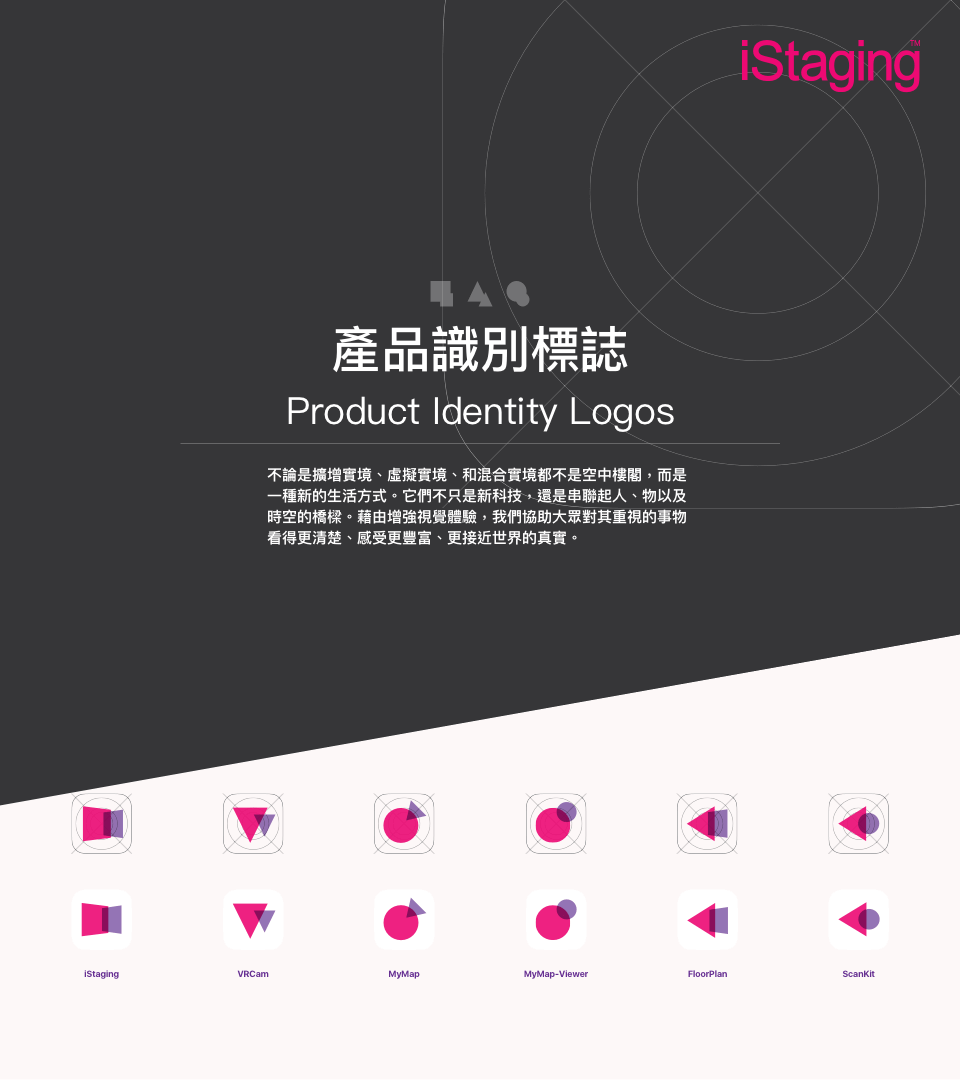 iStaging™
產品識別標誌
Product Identity Logos
不論是擴增實境、虛擬實境、和混合實境都不是空中樓閣，而是
一種新的生活方式。它們不只是新科技，還是串聯起人、物以及
時空的橋樑。藉由增強視覺體驗，我們協助大眾對其重視的事物
看得更清楚、感受更豐富、更接近世界的真實。
iStaging
VRCam
MyMap
MyMap-Viewer
FloorPlan
ScanKit